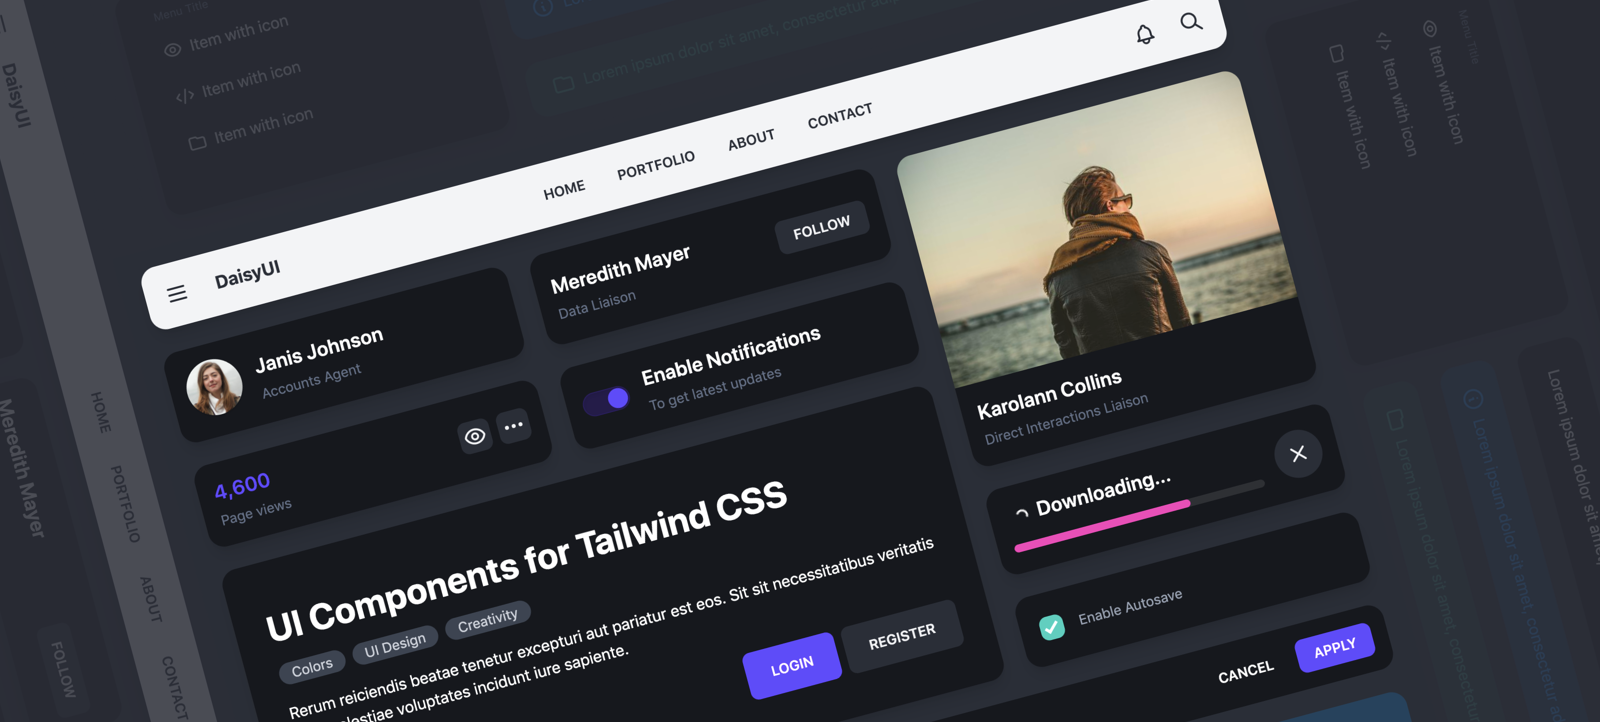 Menu Title
Item with icon
Item with icon
Item with icon
Lorem ipsum dolor sit amet, consectetur
DaisyUI
HOME
PORTFOLIO
ABOUT
CONTACT
Janis Johnson
Accounts Agent
Meredith Mayer
Data Liaison
FOLLOW
4,600
Page views
Enable Notifications
To get latest updates
Karolann Collins
Direct Interactions Liaison
Downloading...
Enable Autosave
CANCEL
APPLY
UI Components for Tailwind CSS
Colors
UI Design
Creativity
Rerum reiciendis beatae tenetur excepturi aut pariatur est eos. Sit sit necessitatibus veritatis
voluptates incidunt iure sapiente.
LOGIN
REGISTER
DaisyUI
HOME
PORTFOLIO
ABOUT
CONTACT
Meredith Mayer
FOLLOW
Menu Title
Item with icon
Item with icon
Item with icon
Lorem ipsum dolor sit amet, consectetur
Lorem ipsum dolor sit amet, consectetur
Lorem ipsum dolor sit amet,